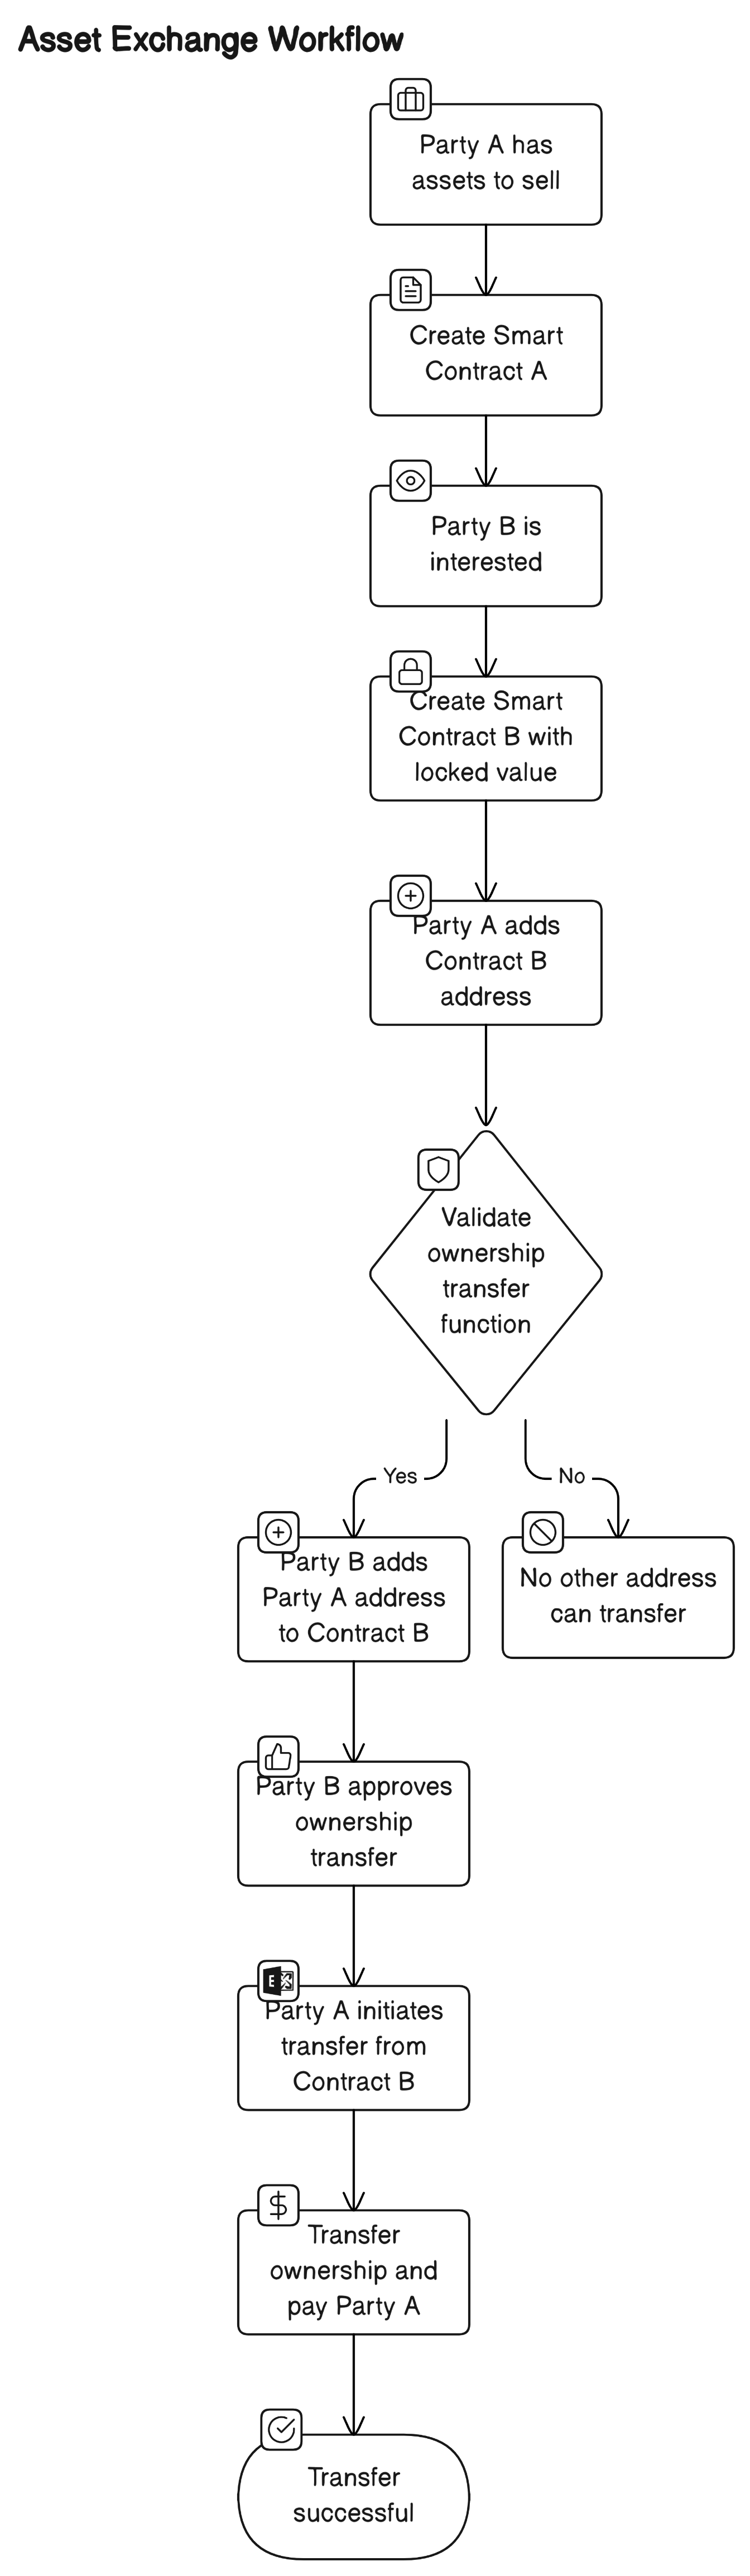 Asset Exchange Workflow
Party A has
assets to sell
Create Smart
Contract A
Party B is
interested
Create Smart
Contract B with
locked value
Party A adds
Contract B
address
Validate
ownership
transfer
function
Yes
No
Party B adds
Party A address
to Contract B
No other address
can transfer
Party B approves
ownership
transfer
E
Party A initiates
transfer from
Contract B
$
Transfer
ownership and
pay Party A
Transfer
successful